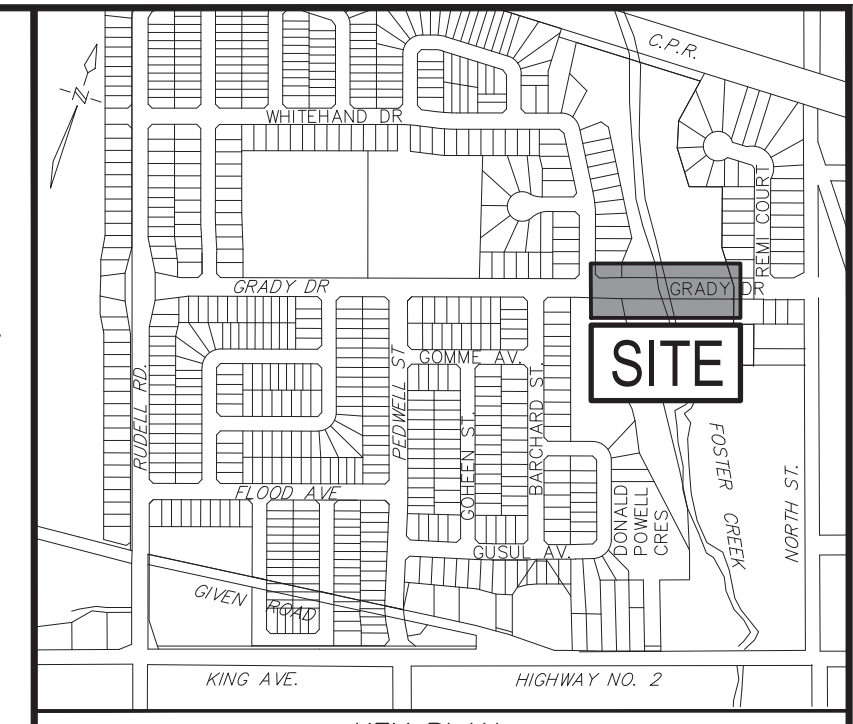 C.P.R.
N
WHITEHAND DR
REMI COURT
GRADY DR
GRADY DR
GOMME AV.
SITE
PEDWELL ST
RUDELL RD.
GOHEEN ST.
BARCHARD ST.
FOSTER CREEK
NORTH ST.
FLOOD AVE
DONALD
POWELL
CRES
GUSUL AV.
GIVEN ROAD
KING AVE.
HIGHWAY NO. 2